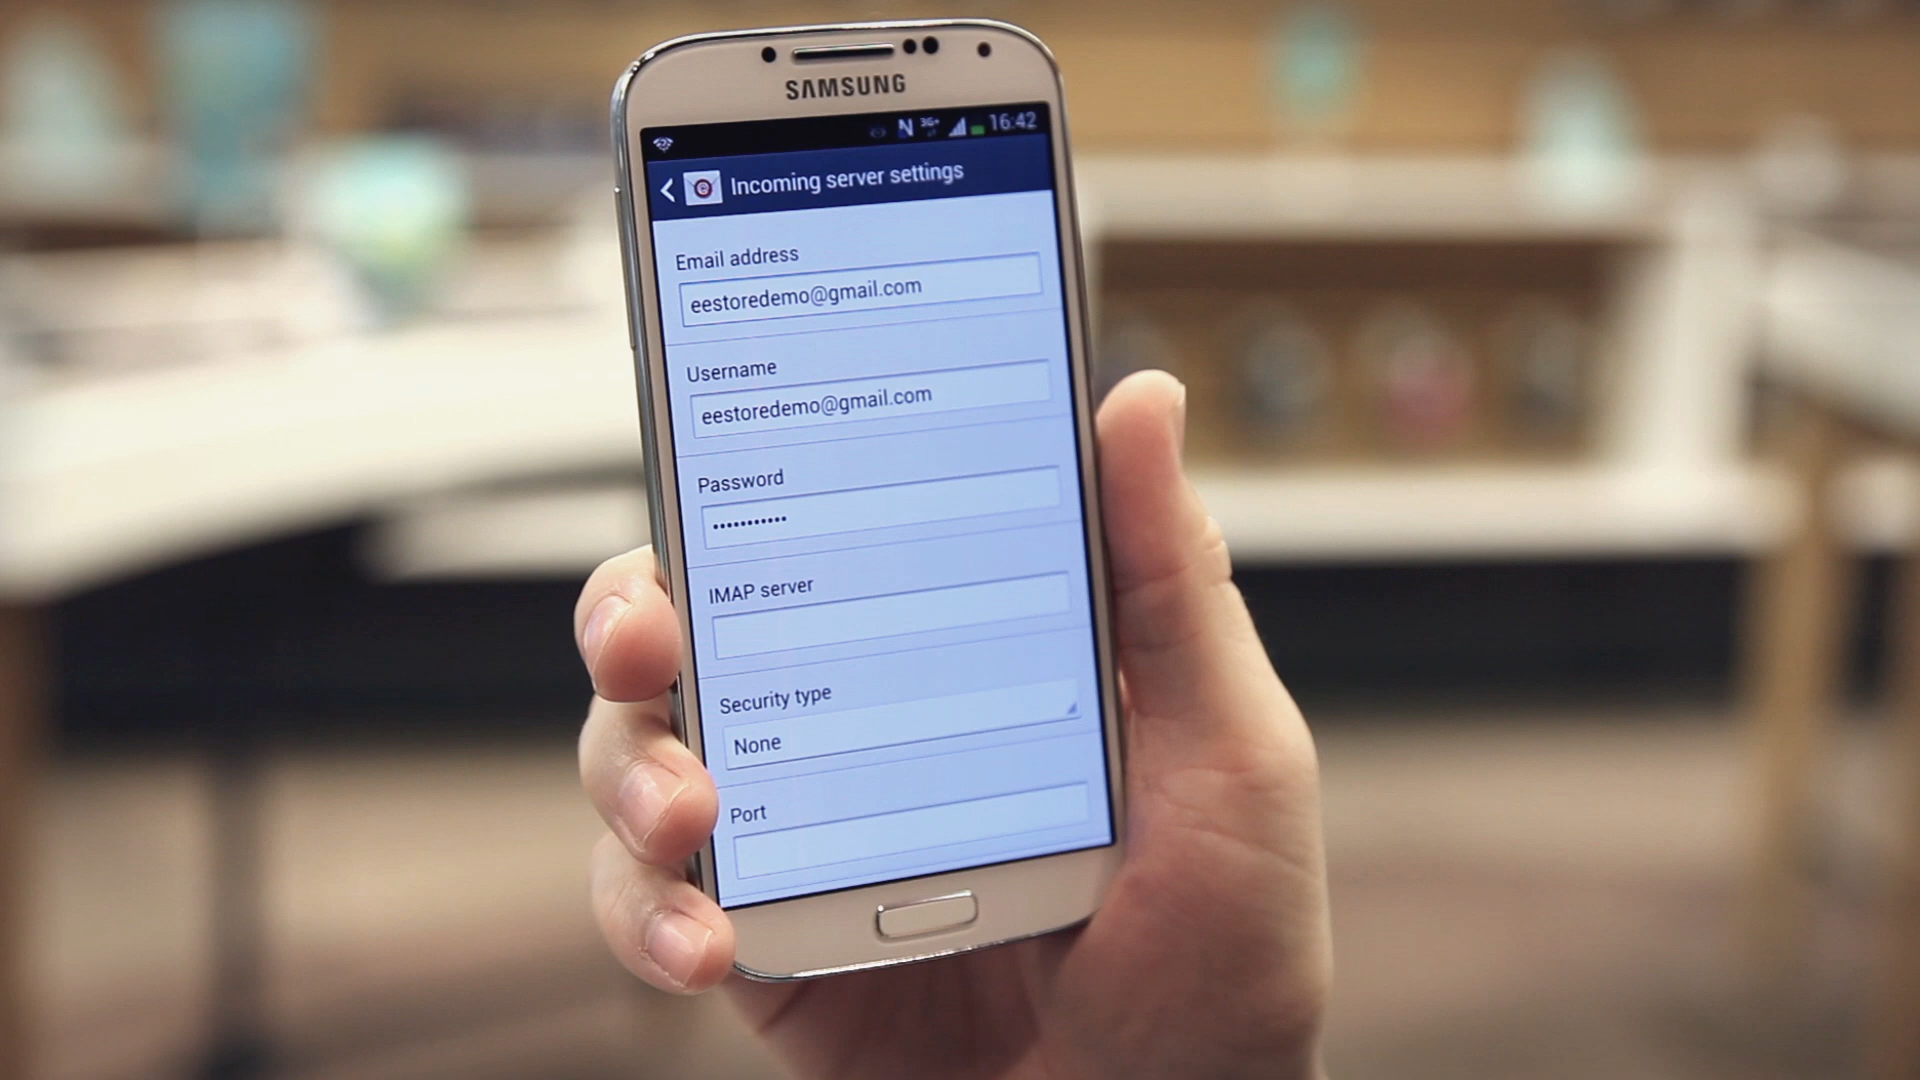 SAMSUNG
N 3G+ 16:42
Incoming server settings
Email address
eestoredemo@gmail.com
Username
eestoredemo@gmail.com
Password
•••••••••••
IMAP server
Security type
None
Port